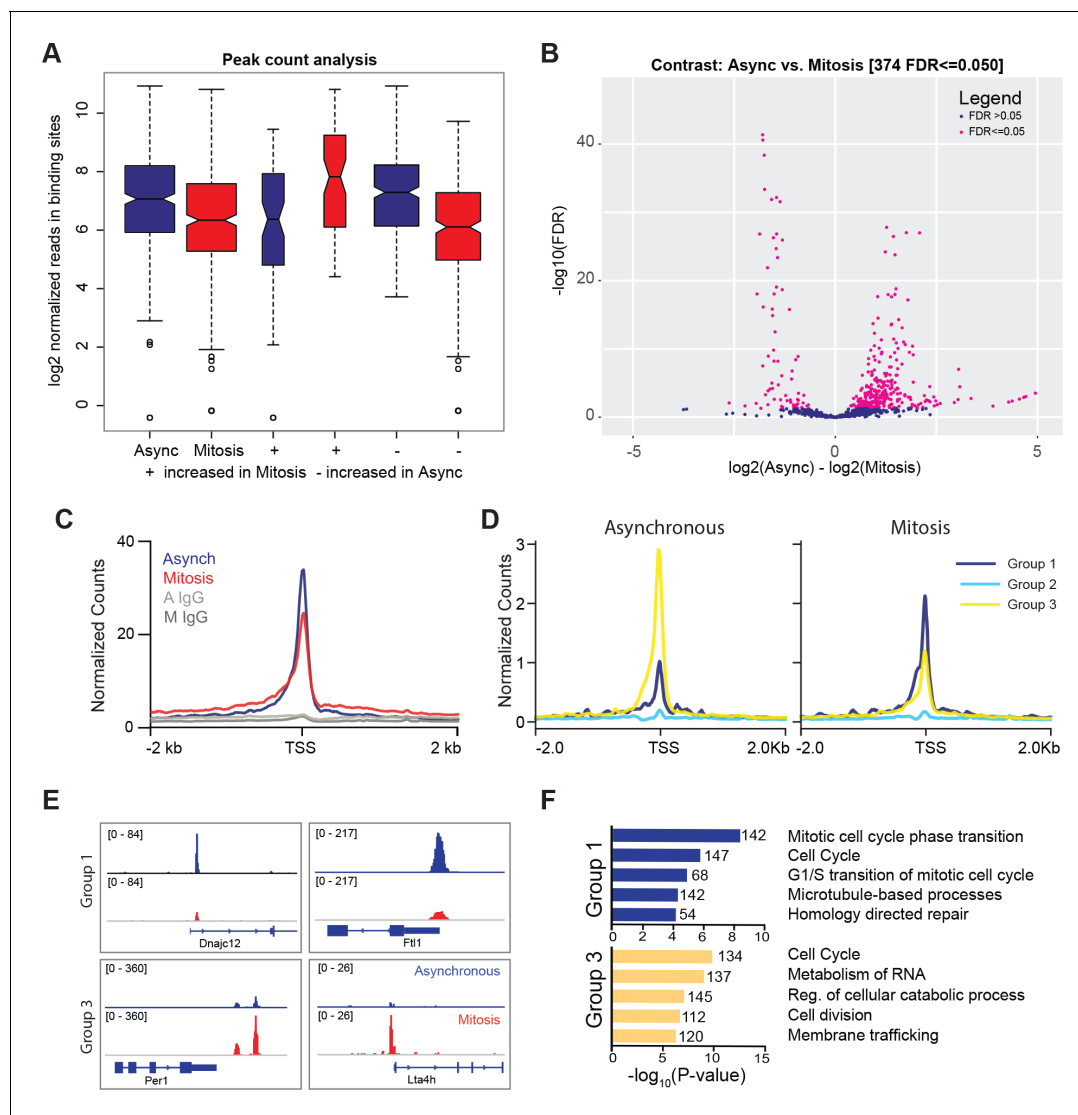 A
Peak count analysis
log2 normalized reads in binding sites
10
8
6
4
2
0
Async Mitosis + + - -
+ increased in Mitosis - increased in Async
B
Contrast: Async vs. Mitosis [374 FDR<=0.050]
Legend
FDR >0.05
FDR<=0.05
-log10(FDR)
40
20
0
-5 0 5
log2(Async) - log2(Mitosis)
C
Normalized Counts
40
20
0
Asynch
Mitosis
A IgG
M IgG
-2 kb TSS 2 kb
D
Asynchronous Mitosis
Normalized Counts
3
2
1
0
Group 1
Group 2
Group 3
-2.0 TSS 2.0Kb
-2.0 TSS 2.0Kb
E
Group 1
[0 - 84]
[0 - 84]
Dnajc12
[0 - 217]
[0 - 217]
Ftl1
Group 3
[0 - 360]
[0 - 360]
Per1
[0 - 26]
Asynchronous
[0 - 26]
Mitosis
Lta4h
F
Group 1
142 Mitotic cell cycle phase transition
147 Cell Cycle
68 G1/S transition of mitotic cell cycle
142 Microtubule-based processes
54 Homology directed repair
0 2 4 6 8 10
Group 3
134 Cell Cycle
137 Metabolism of RNA
145 Reg. of cellular catabolic process
112 Cell division
120 Membrane trafficking
0 5 10 15
-log10(P-value)